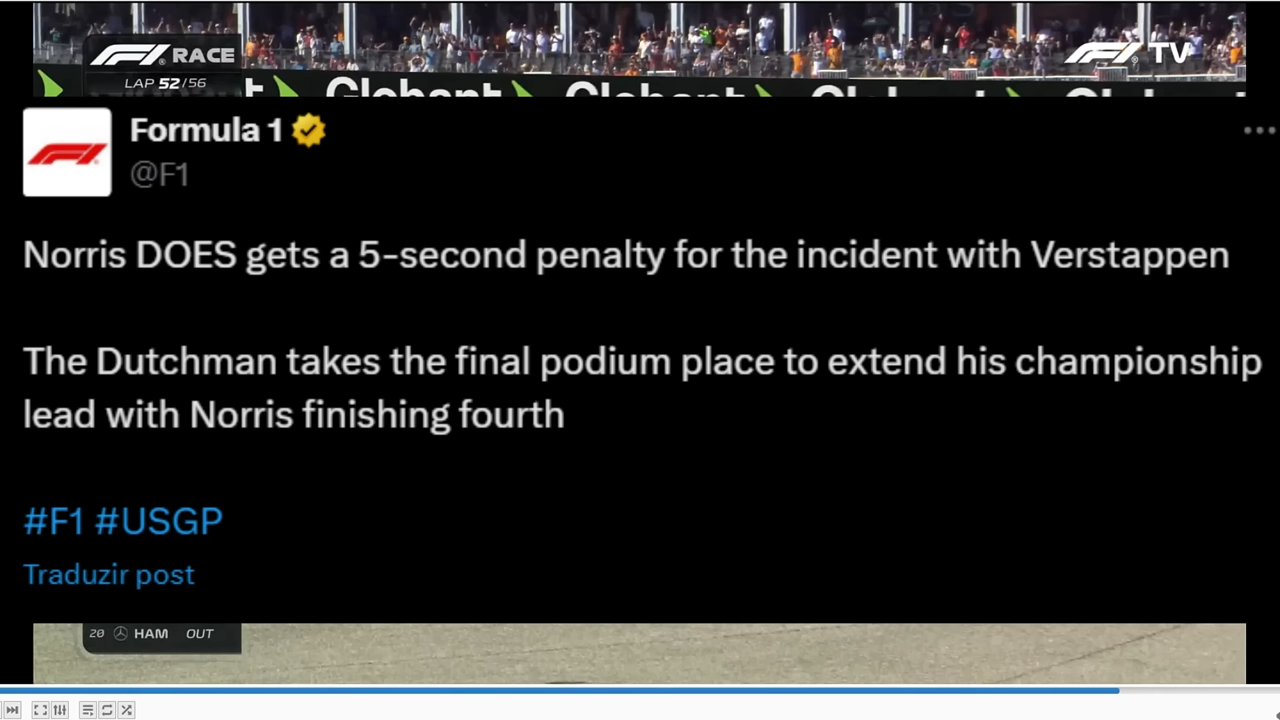 F1 RACE
F1 TV
LAP 52/56
Globant Globant
Formula 1
@F1
Norris DOES gets a 5-second penalty for the incident with Verstappen
The Dutchman takes the final podium place to extend his championship
lead with Norris finishing fourth
#F1 #USGP
Traduzir post
20 HAM OUT